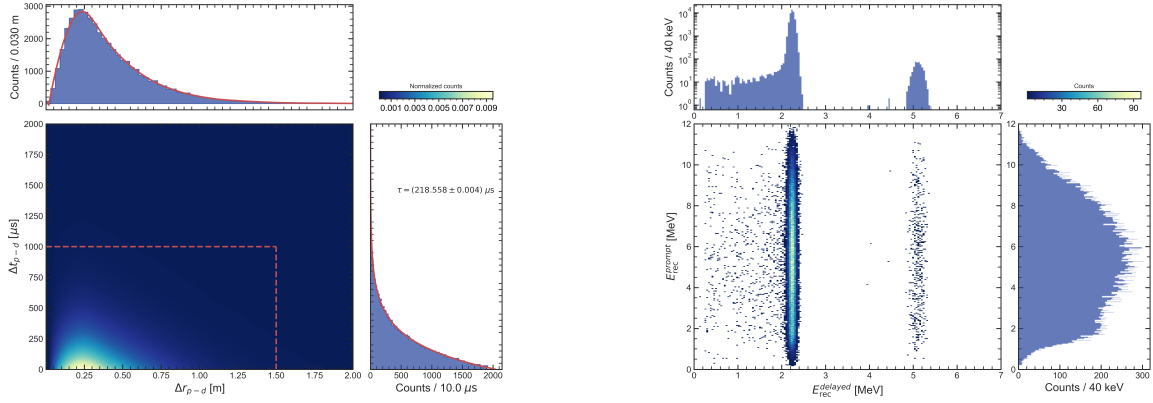 3000
2000
1000
0
Counts / 0.030 m
Normalized counts
0.001 0.003 0.005 0.007 0.009
2000
1750
1500
1250
1000
750
500
250
0
Δt_{p−d} [μs]
0.25 0.50 0.75 1.00 1.25 1.50 1.75 2.00
Δr_{p−d} [m]
τ = (218.558 ± 0.004) μs
0 500 1000 1500 2000
Counts / 10.0 μs
10^4
10^3
10^2
10^1
10^0
Counts / 40 keV
0 1 2 3 4 5 6 7
Counts
30 60 90
12
10
8
6
4
2
0
E_{rec}^{prompt} [MeV]
0 1 2 3 4 5 6 7
E_{rec}^{delayed} [MeV]
12
10
8
6
4
2
0
0 100 200 300
Counts / 40 keV